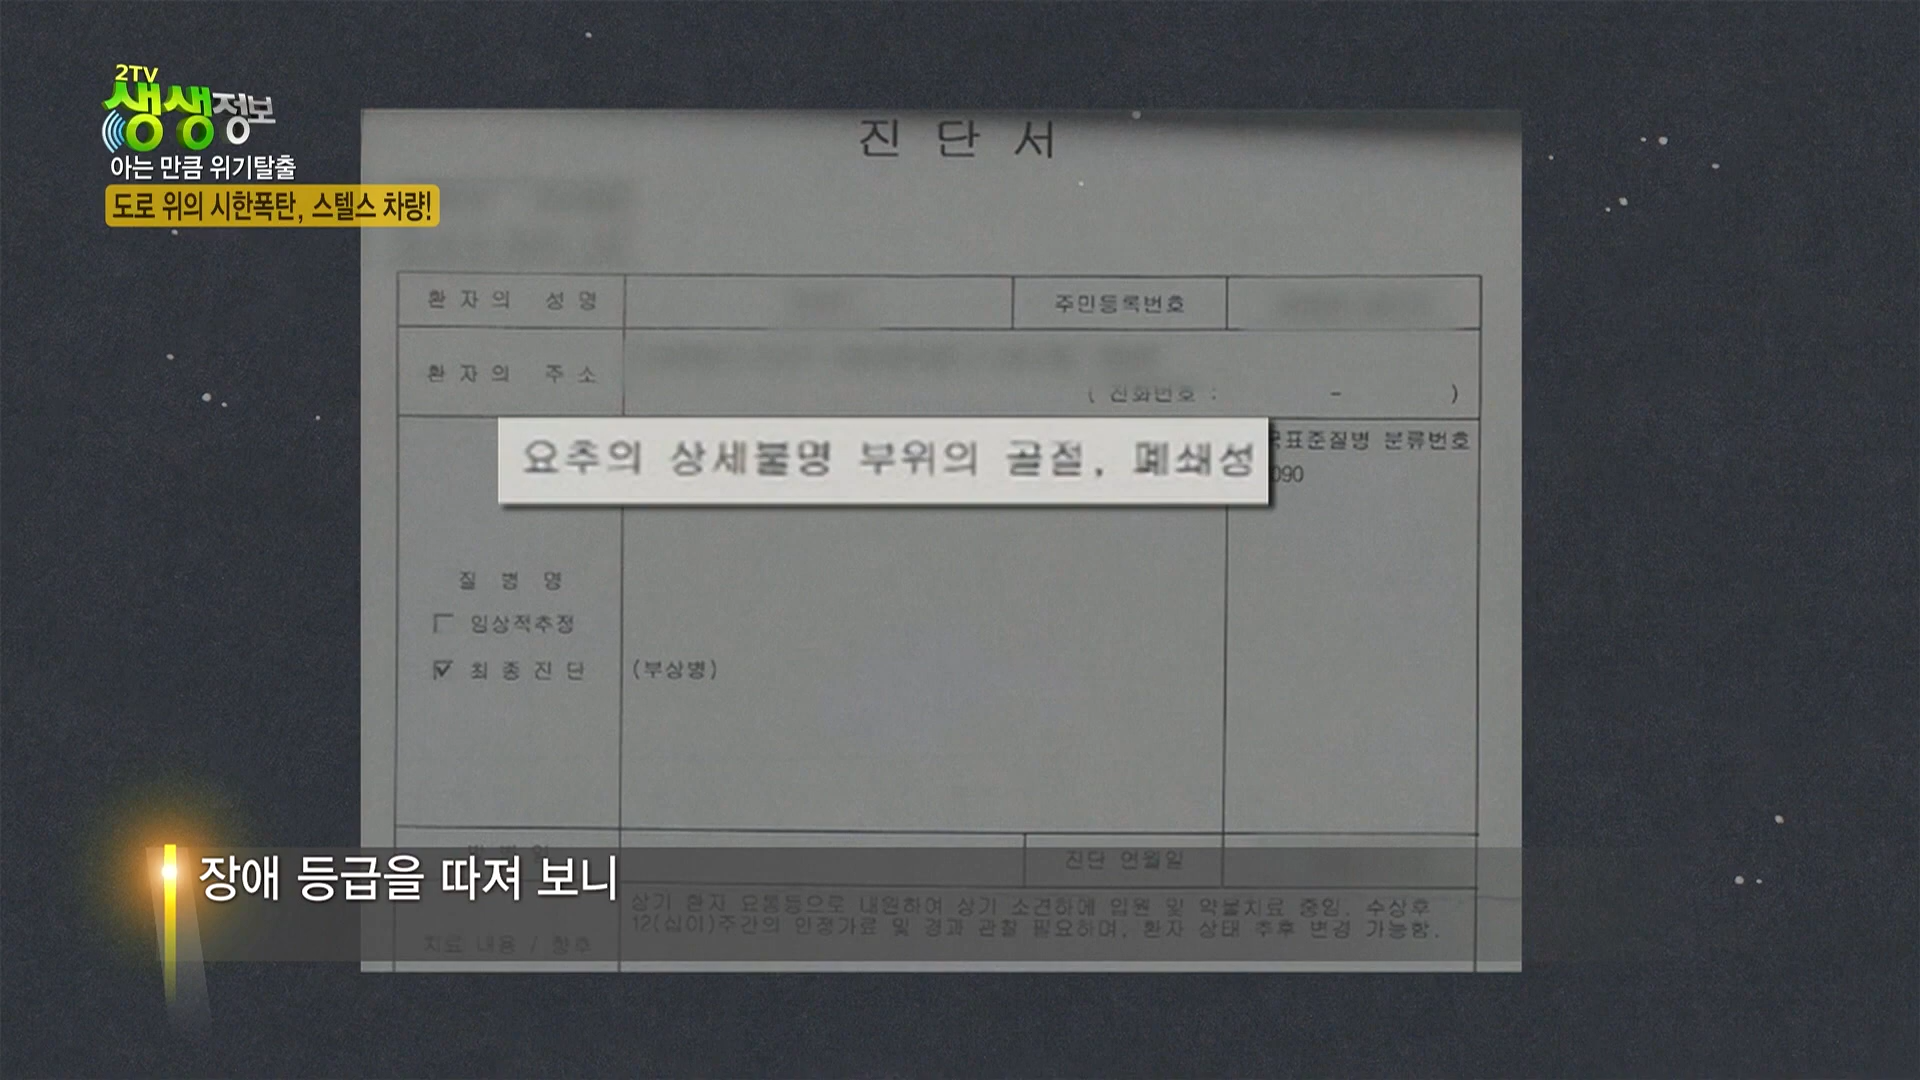 2TV
생생정보
아는 만큼 위기탈출
도로 위의 시한폭탄, 스텔스 차량!
진 단 서
환 자 의 성 명
주민등록번호
환 자 의 주 소
( 전화번호 : - )
요추의 상세불명 부위의 골절, 폐쇄성
표준질병 분류번호
090
질 병 명
임상적추정
최 종 진 단
(부상병)
진단 연월일
장애 등급을 따져 보니
상기 환자 요통등으로 내원하여 상기 소견하에 입원 및 약물치료 중임. 수상후
12(십이)주간의 안정가료 및 경과 관찰 필요하며, 환자 상태 추후 변경 가능함.
치료 내용 / 향후